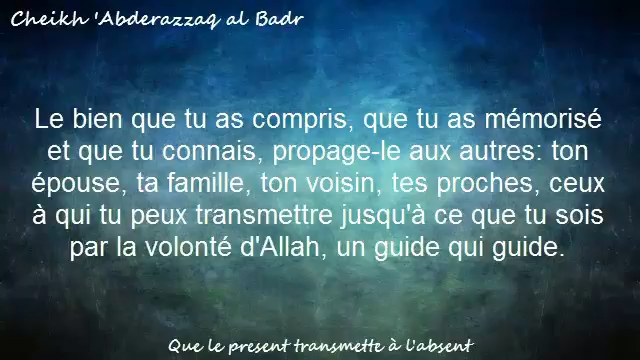 Cheikh 'Abderazzaq al Badr
Le bien que tu as compris, que tu as mémorisé
et que tu connais, propage-le aux autres: ton
épouse, ta famille, ton voisin, tes proches, ceux
à qui tu peux transmettre jusqu'à ce que tu sois
par la volonté d'Allah, un guide qui guide.
Que le present transmette à l'absent